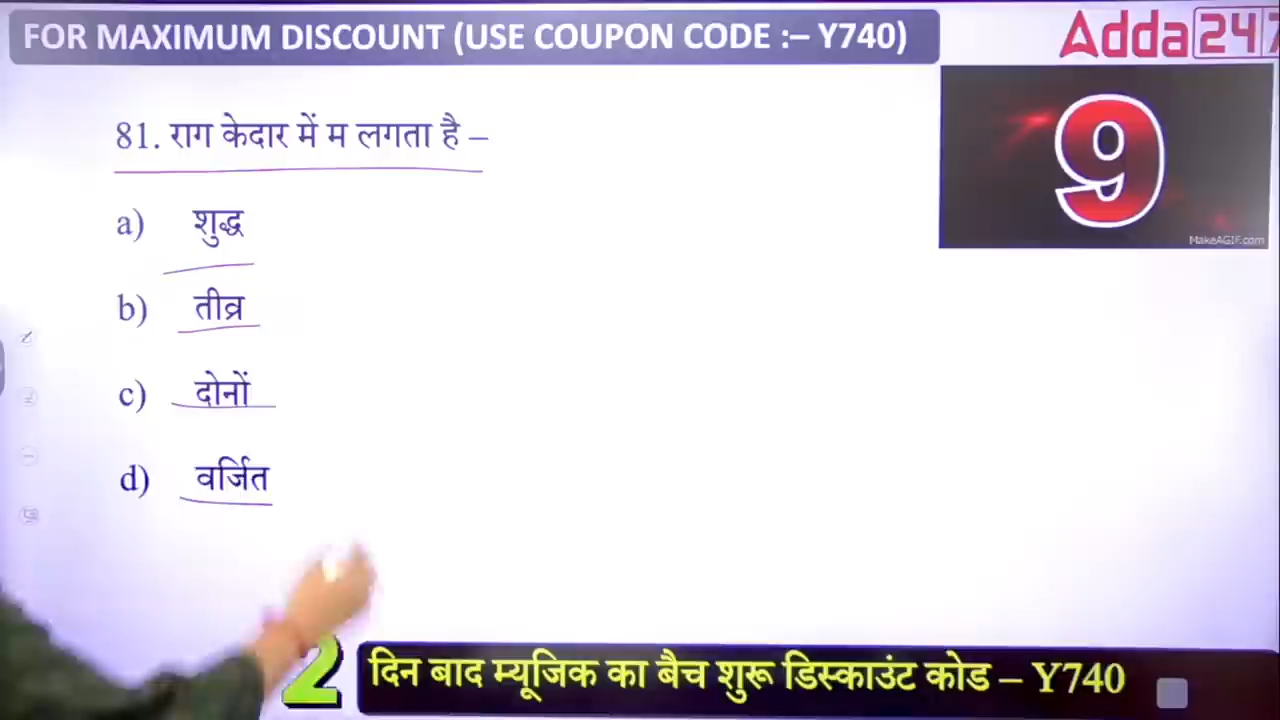 FOR MAXIMUM DISCOUNT (USE COUPON CODE :– Y740)
Adda247
9
MakeAGIF.com
81. राग केदार में म लगता है –
a) शुद्ध
b) तीव्र
c) दोनों
d) वर्जित
2 दिन बाद म्यूजिक का बैच शुरू डिस्काउंट कोड – Y740